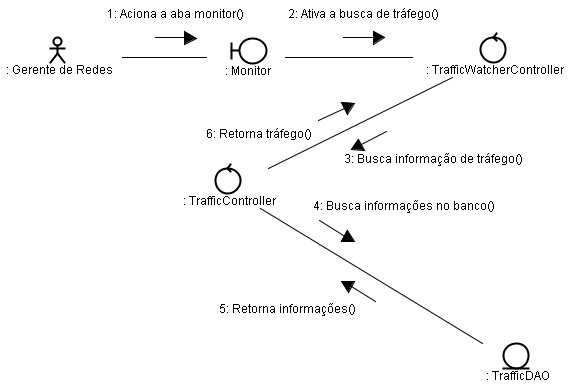 1: Aciona a aba monitor()
2: Ativa a busca de tráfego()
: Gerente de Redes
: Monitor
: TrafficWatcherController
6: Retorna tráfego()
3: Busca informação de tráfego()
: TrafficController
4: Busca informações no banco()
5: Retorna informações()
: TrafficDAO